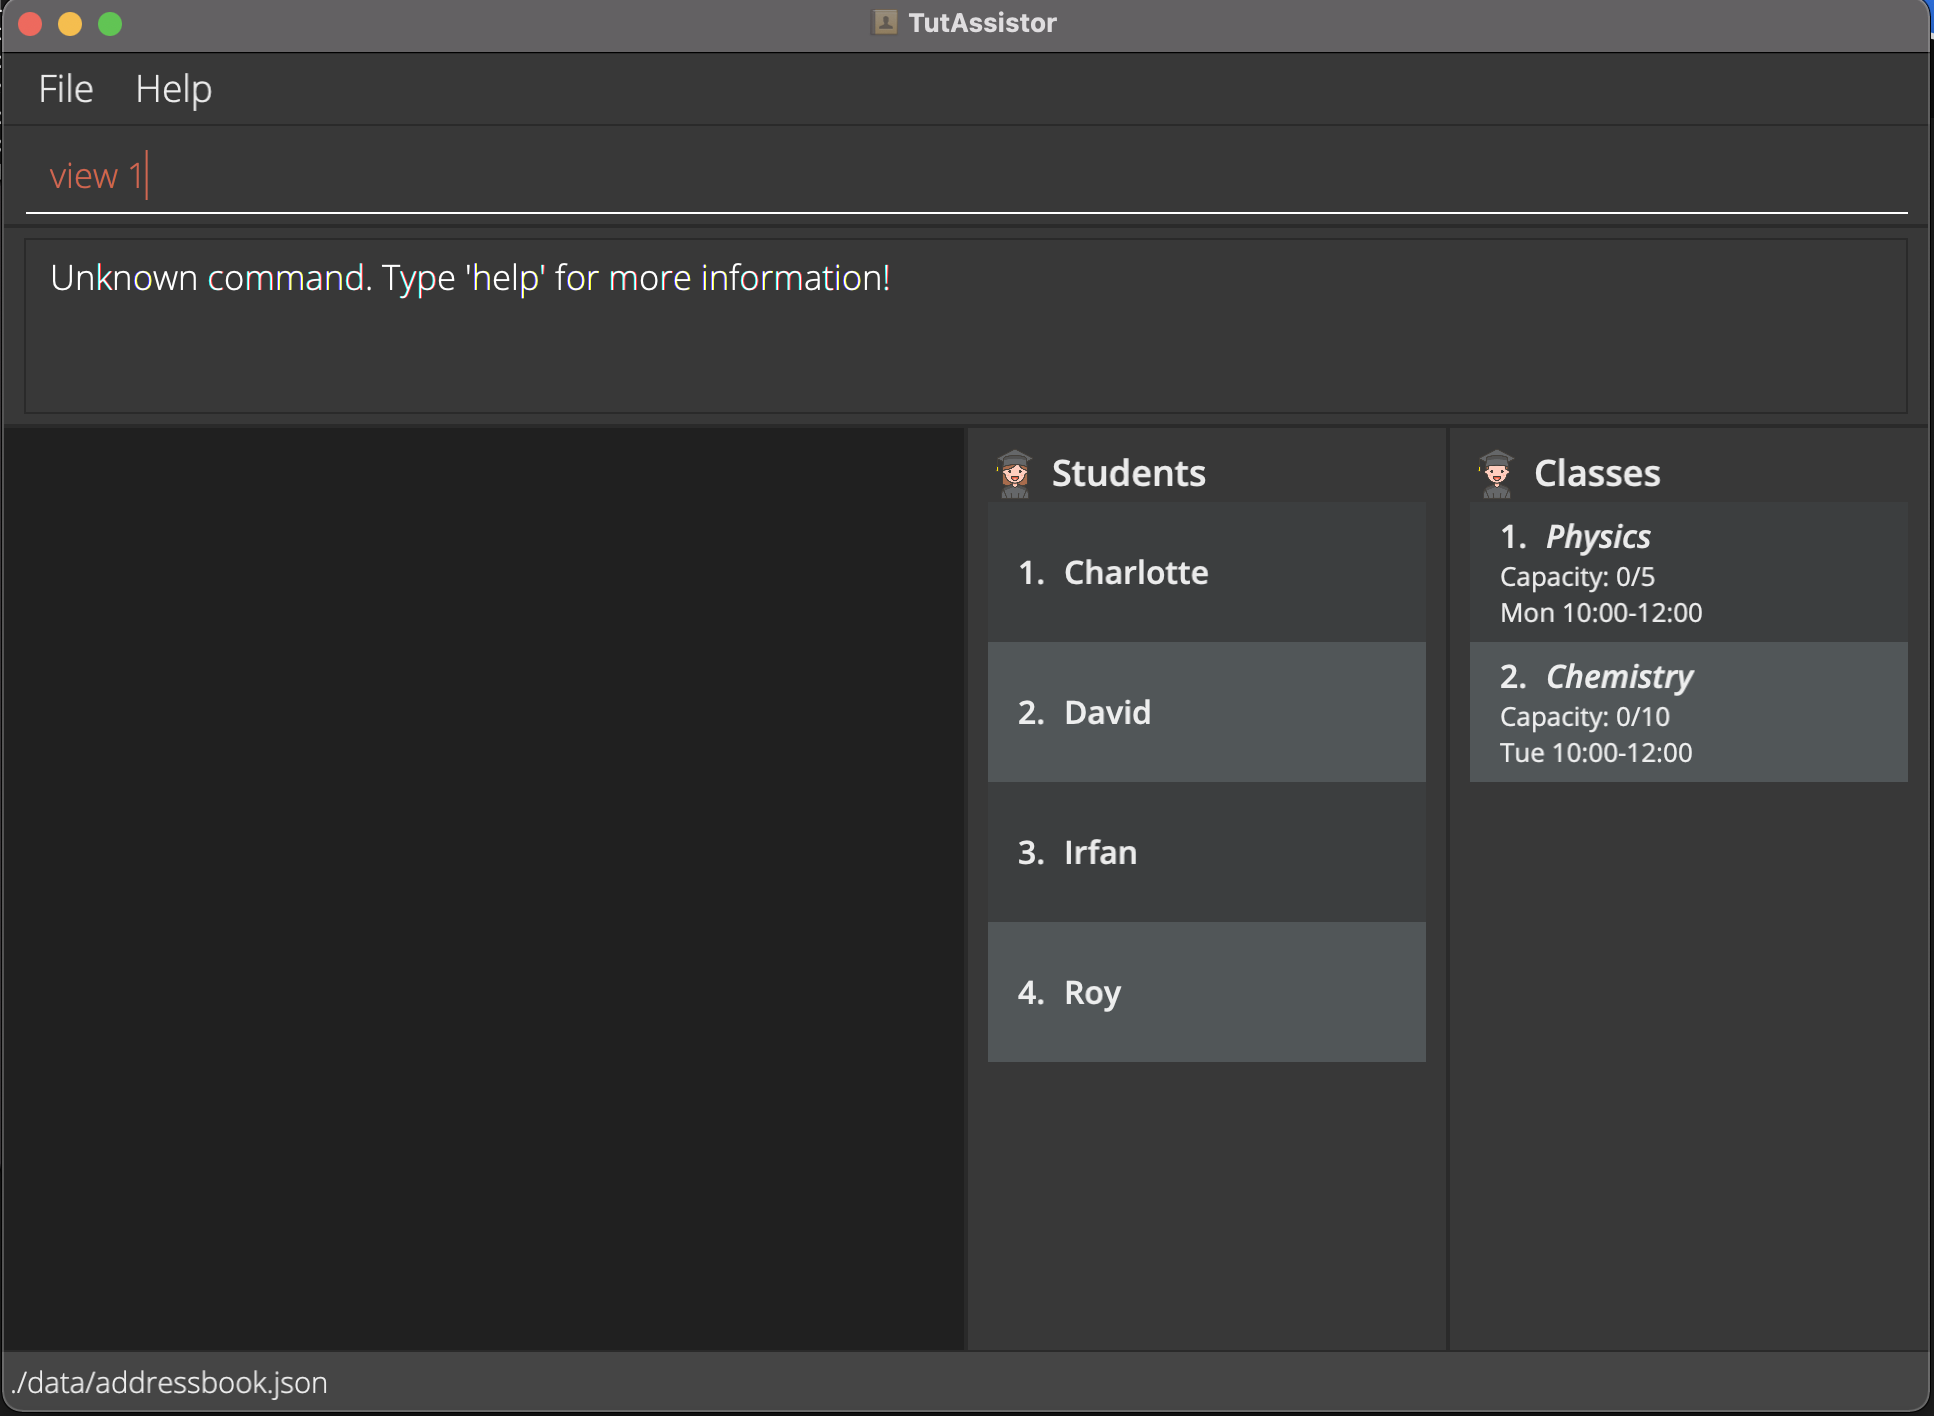 TutAssistor
File Help
view 1
Unknown command. Type 'help' for more information!
Students
1. Charlotte
2. David
3. Irfan
4. Roy
Classes
1. Physics
Capacity: 0/5
Mon 10:00-12:00
2. Chemistry
Capacity: 0/10
Tue 10:00-12:00
./data/addressbook.json